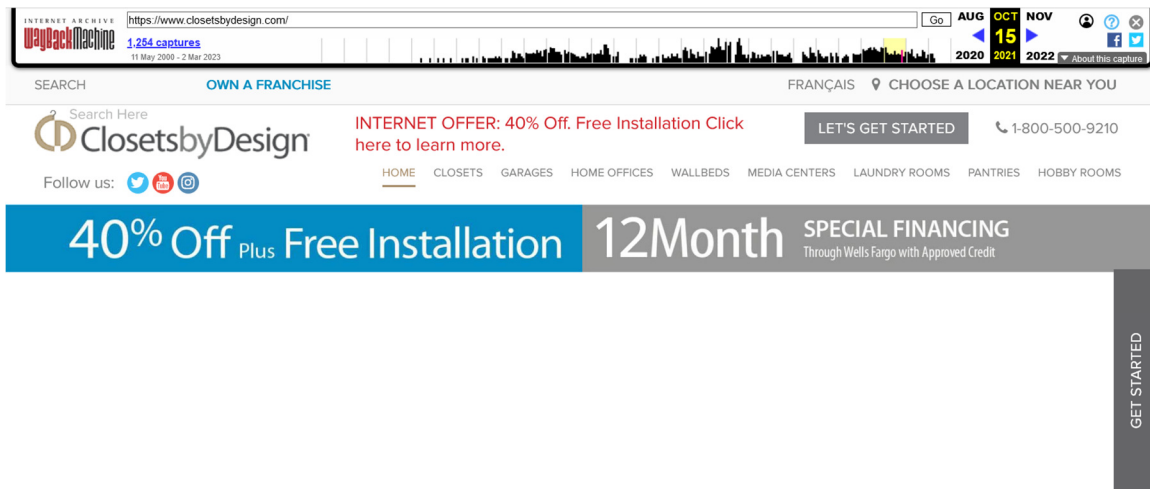 INTERNET ARCHIVE
WayBackMachine
https://www.closetsbydesign.com/
Go
1,254 captures
11 May 2000 - 2 Mar 2023
AUG OCT NOV
15
2020 2021 2022
About this capture
SEARCH
OWN A FRANCHISE
FRANÇAIS
CHOOSE A LOCATION NEAR YOU
Search Here
ClosetsbyDesign
INTERNET OFFER: 40% Off. Free Installation Click
here to learn more.
LET'S GET STARTED
1-800-500-9210
Follow us:
You
Tube
HOME CLOSETS GARAGES HOME OFFICES WALLBEDS MEDIA CENTERS LAUNDRY ROOMS PANTRIES HOBBY ROOMS
40% Off Plus Free Installation
12Month
SPECIAL FINANCING
Through Wells Fargo with Approved Credit
GET STARTED